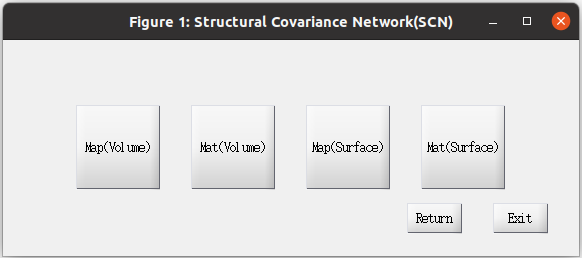 Figure 1: Structural Covariance Network(SCN)
Map(Volume) Mat(Volume) Map(Surface) Mat(Surface)
Return Exit